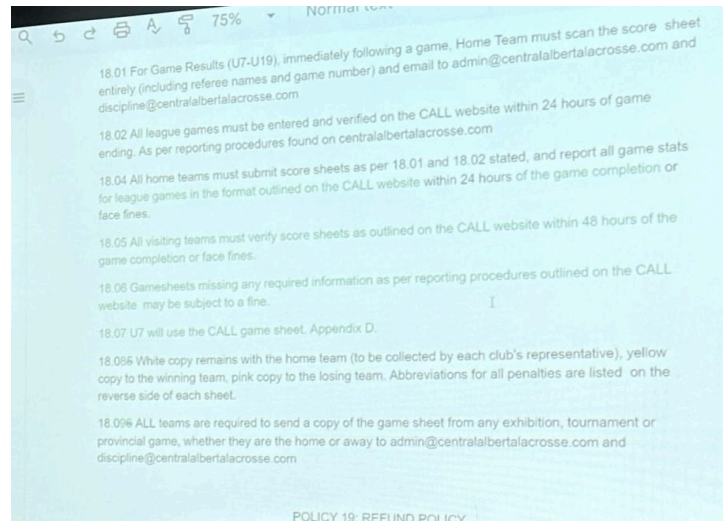 75%
Normal text
18.01 For Game Results (U7-U19), immediately following a game, Home Team must scan the score sheet
entirely (including referee names and game number) and email to admin@centralalbertalacrosse.com and
discipline@centralalbertalacrosse.com
18.02 All league games must be entered and verified on the CALL website within 24 hours of game
ending. As per reporting procedures found on centralalbertalacrosse.com
18.04 All home teams must submit score sheets as per 18.01 and 18.02 stated, and report all game stats
for league games in the format outlined on the CALL website within 24 hours of the game completion or
face fines.
18.05 All visiting teams must verify score sheets as outlined on the CALL website within 48 hours of the
game completion or face fines.
18.06 Gamesheets missing any required information as per reporting procedures outlined on the CALL
website may be subject to a fine.
18.07 U7 will use the CALL game sheet. Appendix D.
18.086 White copy remains with the home team (to be collected by each club's representative), yellow
copy to the winning team, pink copy to the losing team. Abbreviations for all penalties are listed on the
reverse side of each sheet.
18.096 ALL teams are required to send a copy of the game sheet from any exhibition, tournament or
provincial game, whether they are the home or away to admin@centralalbertalacrosse.com and
discipline@centralalbertalacrosse.com
POLICY 19: REFUND POLICY